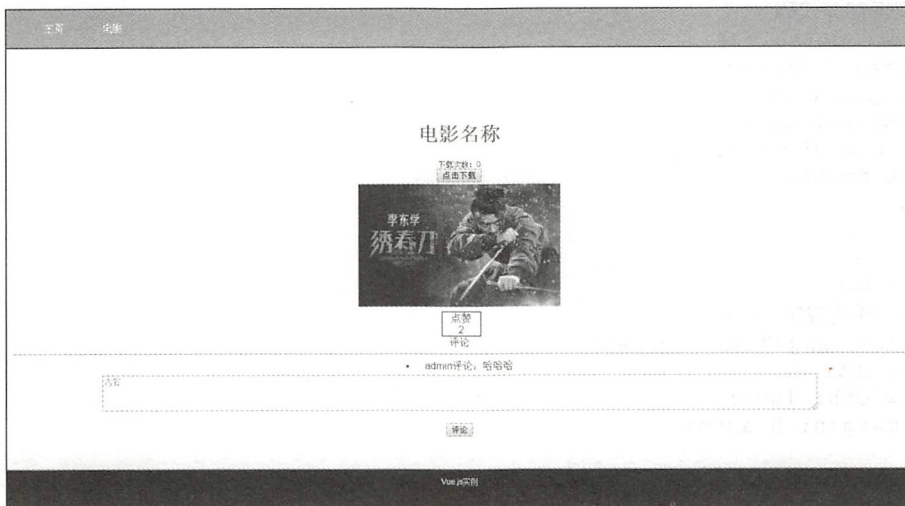 主页 电影
电影名称
下载次数：0
点击下载
李东学
绣春刀
点赞
2
评论
admin评论：哈哈哈
内容
评论
Vue.js实例